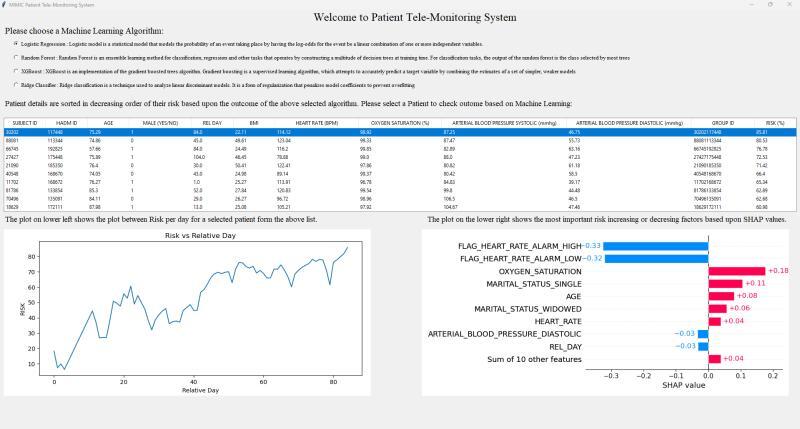 MIMIC Patient Tele-Monitoring System
Welcome to Patient Tele-Monitoring System
Please choose a Machine Learning Algorithm:
Logistic Regression : Logistic model is a statistical model that models the probability of an event taking place by having the log-odds for the event be a linear combination of one or more independent variables.
Random Forest : Random Forest is an ensemble learning method for classification, regression and other tasks that operates by constructing a multitude of decision trees at training time. For classification tasks, the output of the random forest is the class selected by most trees
XGBoost : XGBoost is an implementation of the gradient boosted trees algorithm. Gradient boosting is a supervised learning algorithm, which attempts to accurately predict a target variable by combining the estimates of a set of simpler, weaker models
Ridge Classifier : Ridge classification is a technique used to analyze linear discriminant models. It is a form of regularization that penalizes model coefficients to prevent overfitting
Patient details are sorted in decreasing order of their risk based upon the outcome of the above selected algorithm. Please select a Patient to check outome based on Machine Learning:
SUBJECT ID HADM ID AGE MALE (YES/NO) REL DAY BMI HEART RATE (BPM) OXYGEN SATURATION (%) ARTERIAL BLOOD PRESSURE SYSTOLIC (mmHg) ARTERIAL BLOOD PRESSURE DIASTOLIC (mmHg) GROUP ID RISK (%)
30202 117448 75.29 1 84.0 22.11 114.12 98.92 87.25 46.75 30202117448 85.81
88081 113344 74.86 0 45.0 49.61 123.04 99.33 87.47 55.73 88081113344 80.53
66745 192825 57.66 1 84.0 24.49 116.2 99.85 82.89 63.16 66745192825 76.78
27427 175448 75.89 1 104.0 46.45 78.88 99.0 88.0 47.23 27427175448 72.53
21090 185350 76.4 0 30.0 50.41 122.41 97.86 80.82 61.18 21090185350 71.42
40548 168670 74.05 0 43.0 24.98 89.14 98.37 80.42 58.5 40548168670 66.4
11702 168672 76.27 1 1.0 25.27 113.91 96.78 84.03 39.17 11702168672 65.34
81786 133854 85.3 1 52.0 27.84 120.83 99.54 99.8 47.0 81786133854 62.69
70496 135091 84.11 0 29.0 26.27 96.72 98.84 106.5 46.5 70496135091 62.68
18629 172111 87.98 1 13.0 25.08 105.21 97.92 104.67 47.46 18629172111 60.98
The plot on lower left shows the plot between Risk per day for a selected patient form the above list.
The plot on the lower right shows the most important risk increasing or decresing factors based upon SHAP values.
Risk vs Relative Day
RISK
80
70
60
50
40
30
20
10
0 20 40 60 80
Relative Day
FLAG_HEART_RATE_ALARM_HIGH −0.33
FLAG_HEART_RATE_ALARM_LOW −0.32
OXYGEN_SATURATION +0.18
MARITAL_STATUS_SINGLE +0.11
AGE +0.08
MARITAL_STATUS_WIDOWED +0.06
HEART_RATE +0.04
ARTERIAL_BLOOD_PRESSURE_DIASTOLIC −0.03
REL_DAY −0.03
Sum of 10 other features +0.04
−0.3 −0.2 −0.1 0.0 0.1 0.2
SHAP value